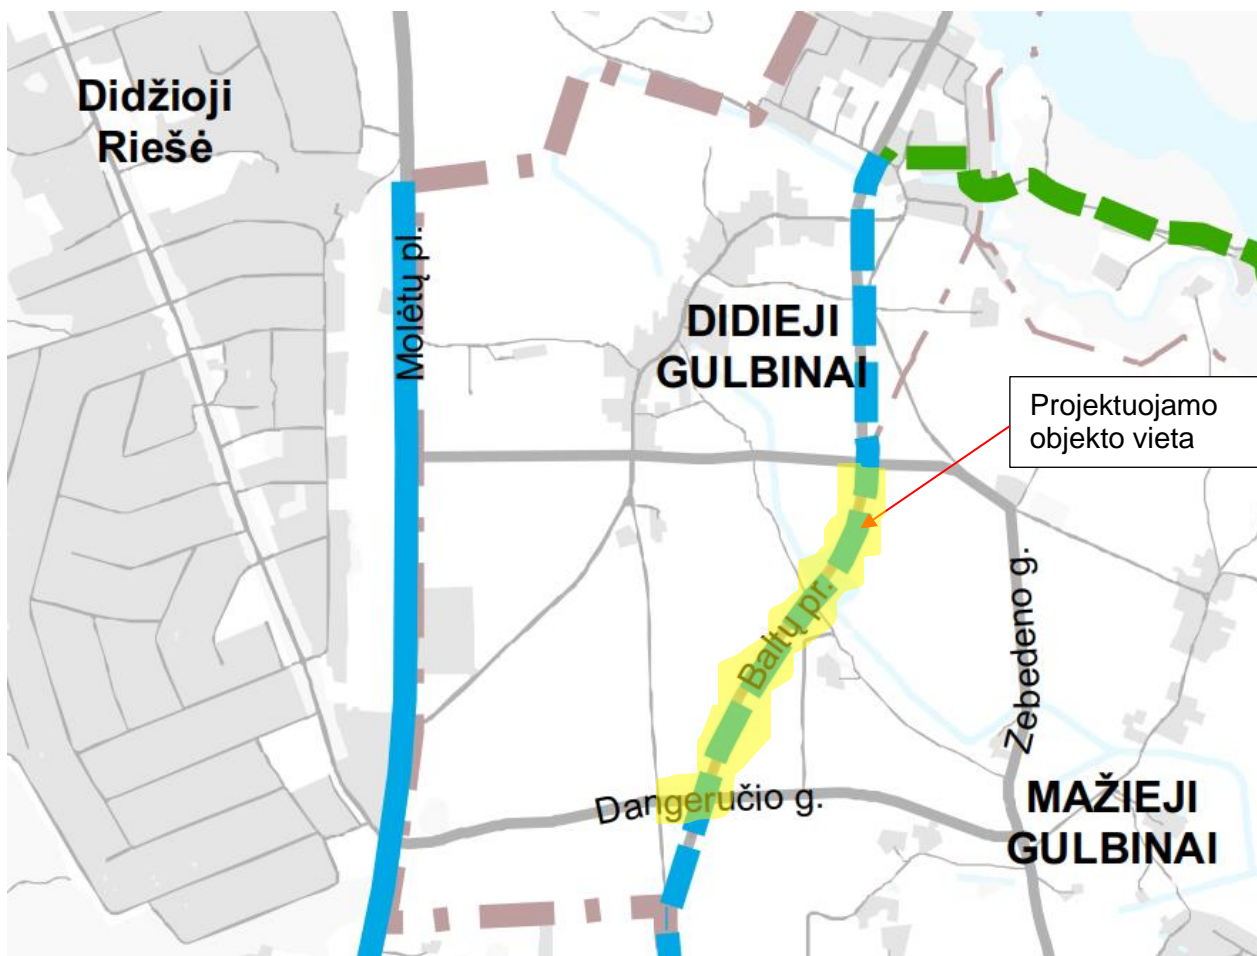 Didžioji
Riešė
Molėtų pl.
DIDIEJI
GULBINAI
Projektuojamo
objekto vieta
Baltų pr.
Zebedeno g.
Dangeručio g.
MAŽIEJI
GULBINAI